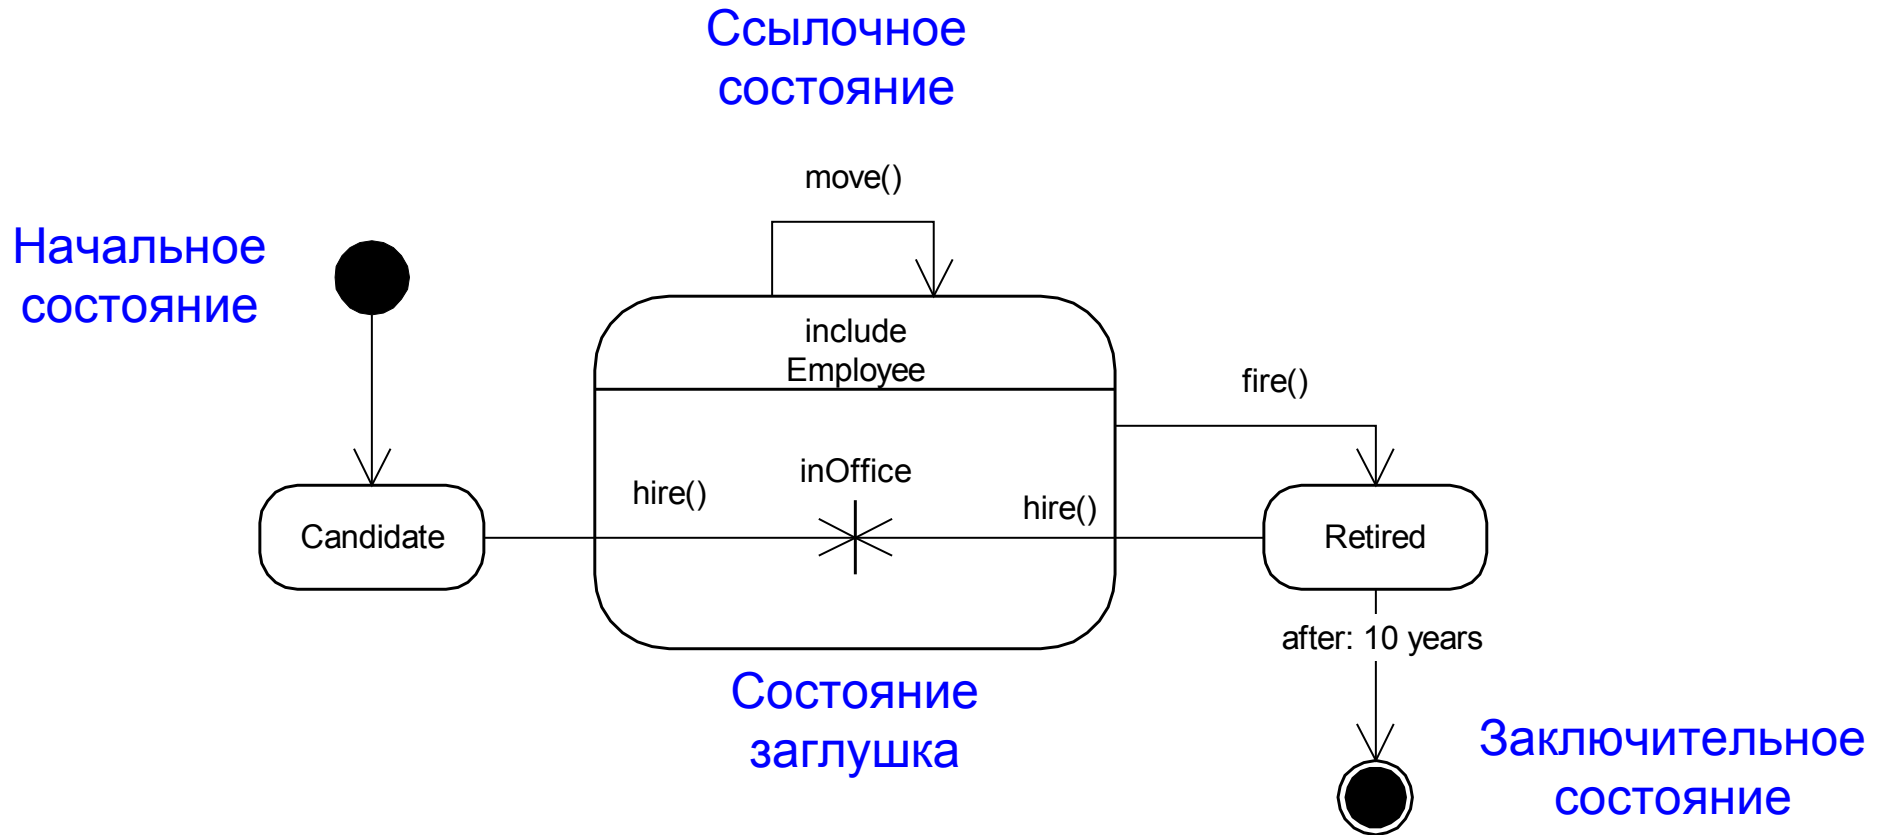 Ссылочное
состояние
move()
Начальное
состояние
include
Employee
fire()
inOffice
hire()
hire()
Candidate
Retired
after: 10 years
Состояние
заглушка
Заключительное
состояние